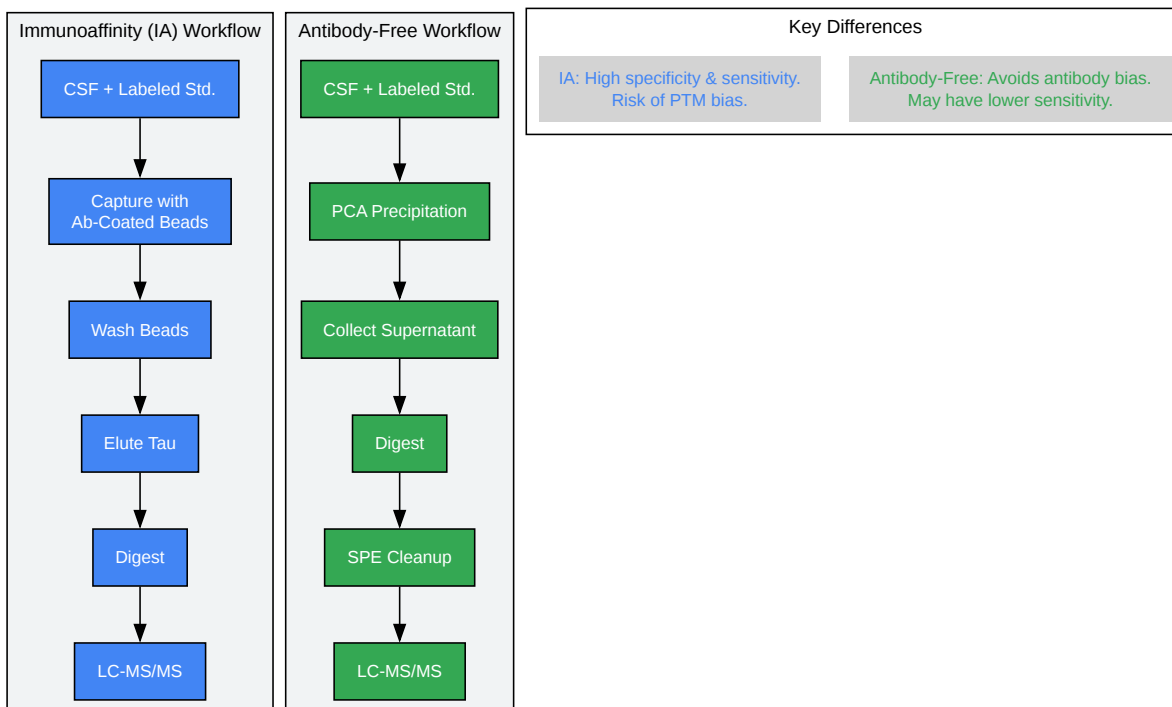 Immunoaffinity (IA) Workflow
CSF + Labeled Std.
Capture with
Ab-Coated Beads
Wash Beads
Elute Tau
Digest
LC-MS/MS
Antibody-Free Workflow
CSF + Labeled Std.
PCA Precipitation
Collect Supernatant
Digest
SPE Cleanup
LC-MS/MS
Key Differences
IA: High specificity & sensitivity.
Risk of PTM bias.
Antibody-Free: Avoids antibody bias.
May have lower sensitivity.